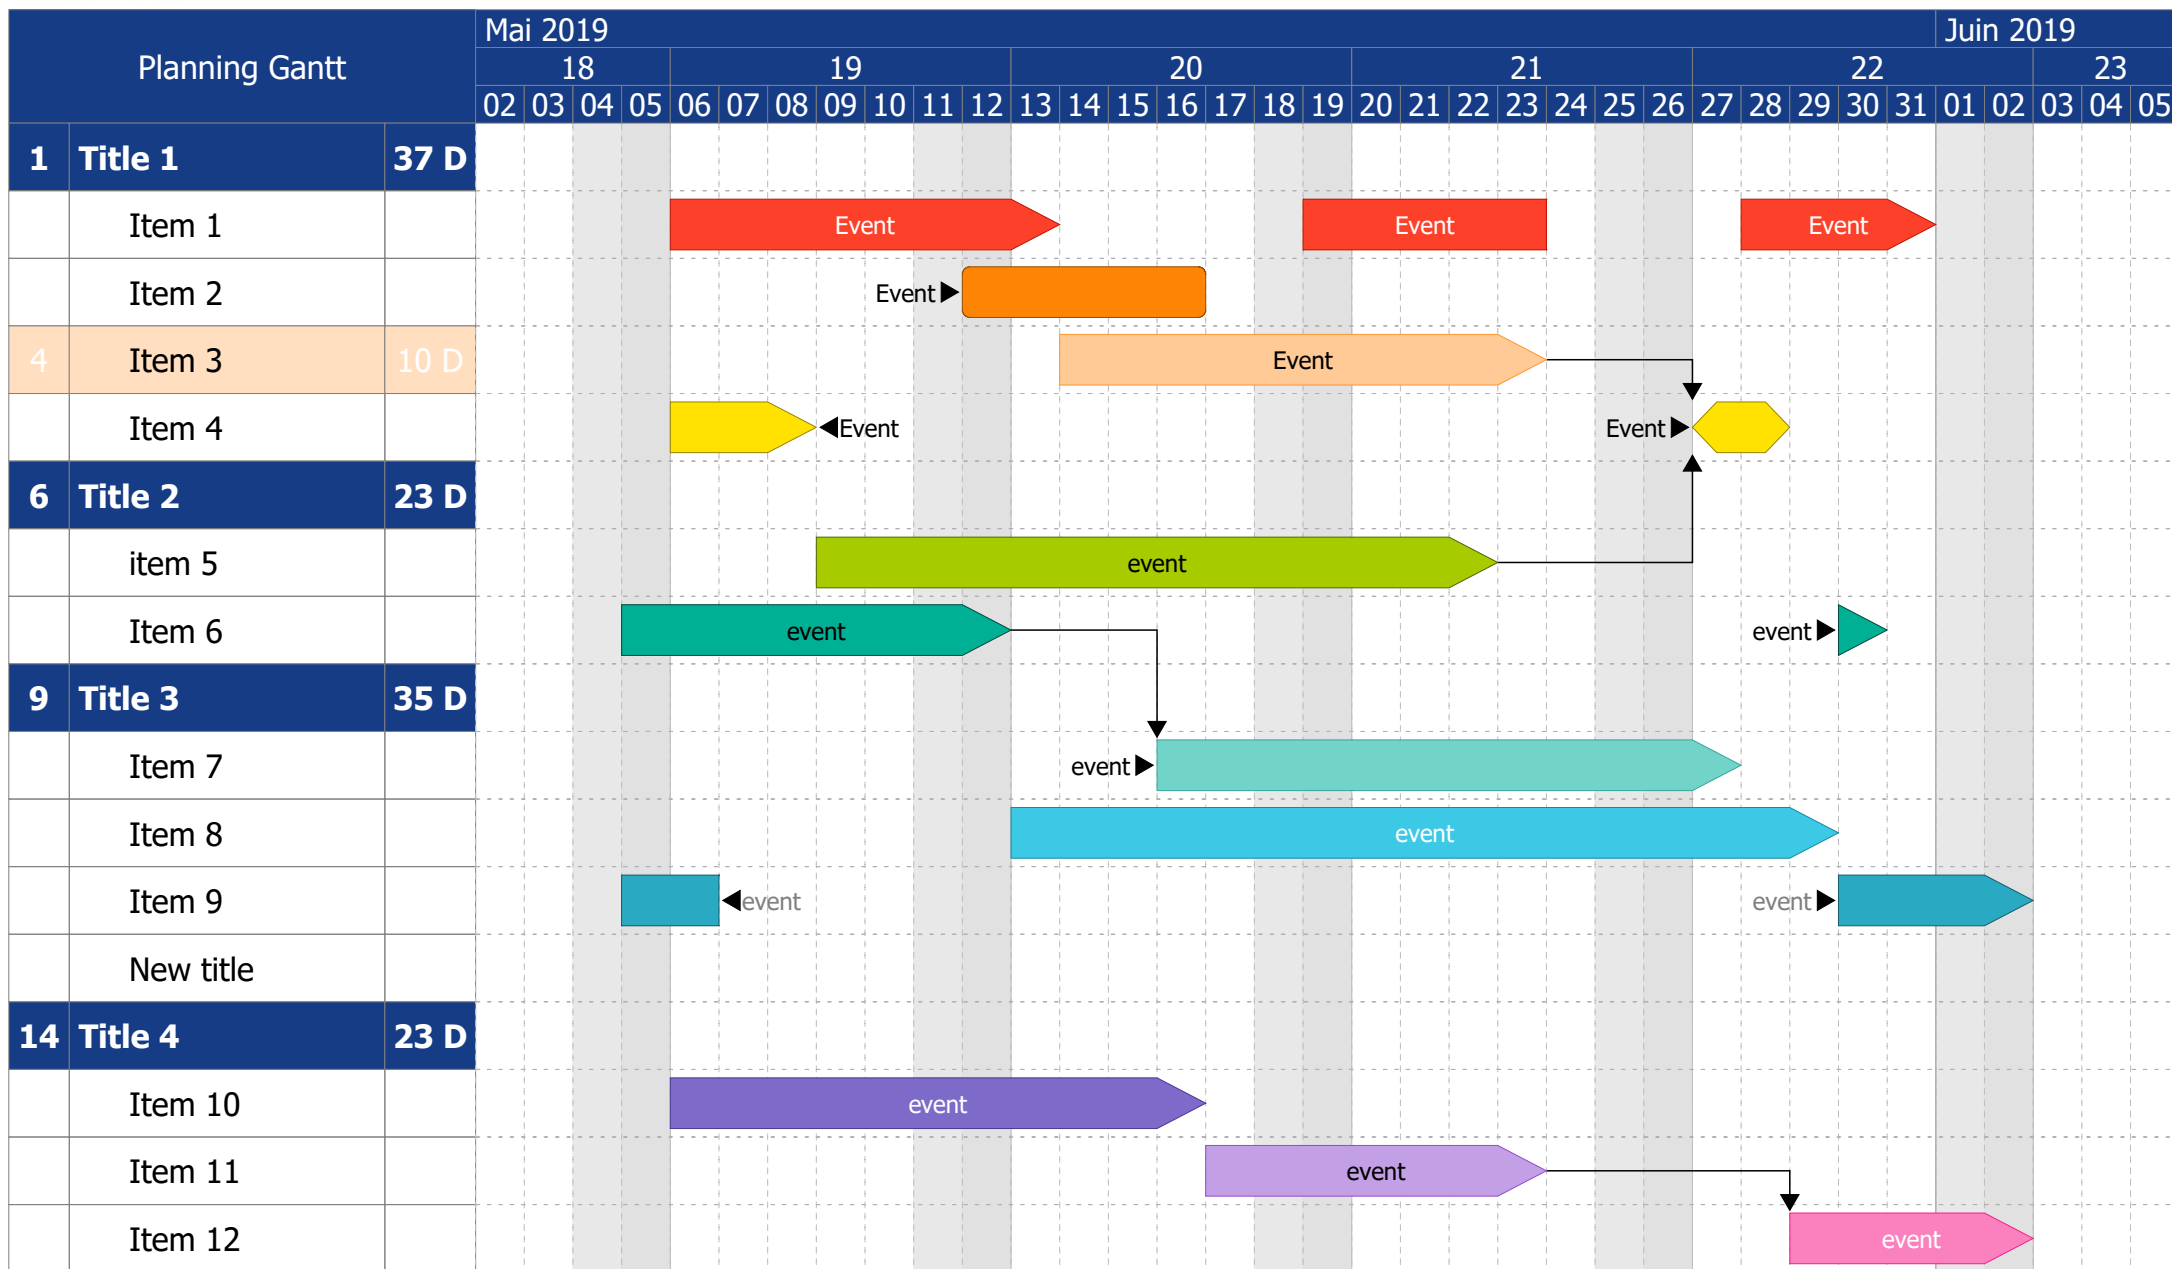 Planning Gantt
Mai 2019 Juin 2019
18 19 20 21 22 23
02 03 04 05 06 07 08 09 10 11 12 13 14 15 16 17 18 19 20 21 22 23 24 25 26 27 28 29 30 31 01 02 03 04 05
1 Title 1 37 D
Item 1 Event Event Event
Item 2 Event
4 Item 3 10 D Event
Item 4 Event Event
6 Title 2 23 D
item 5 event
Item 6 event event
9 Title 3 35 D
Item 7 event
Item 8 event
Item 9 event event
New title
14 Title 4 23 D
Item 10 event
Item 11 event
Item 12 event